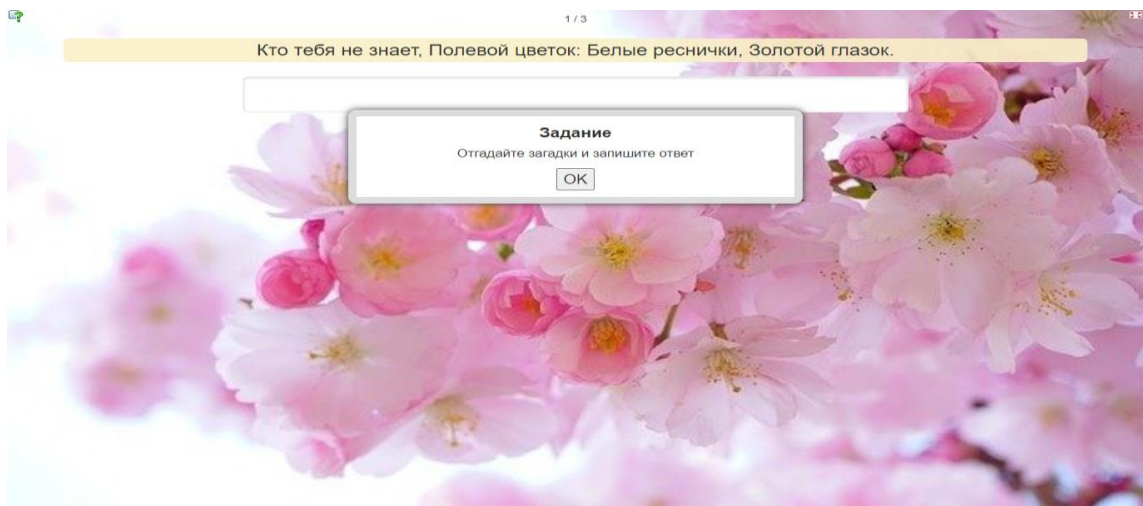 1 / 3
Кто тебя не знает, Полевой цветок: Белые реснички, Золотой глазок.
Задание
Отгадайте загадки и запишите ответ
OK